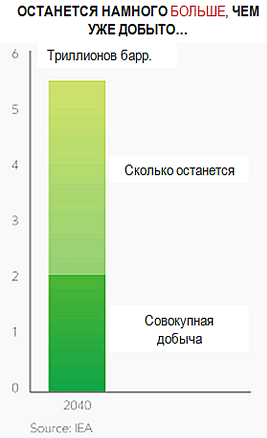 ОСТАНЕТСЯ НАМНОГО БОЛЬШЕ, ЧЕМ
УЖЕ ДОБЫТО...
6
Триллионов барр.
5
4
Сколько останется
3
2
Совокупная
добыча
1
0
2040
Source: IEA